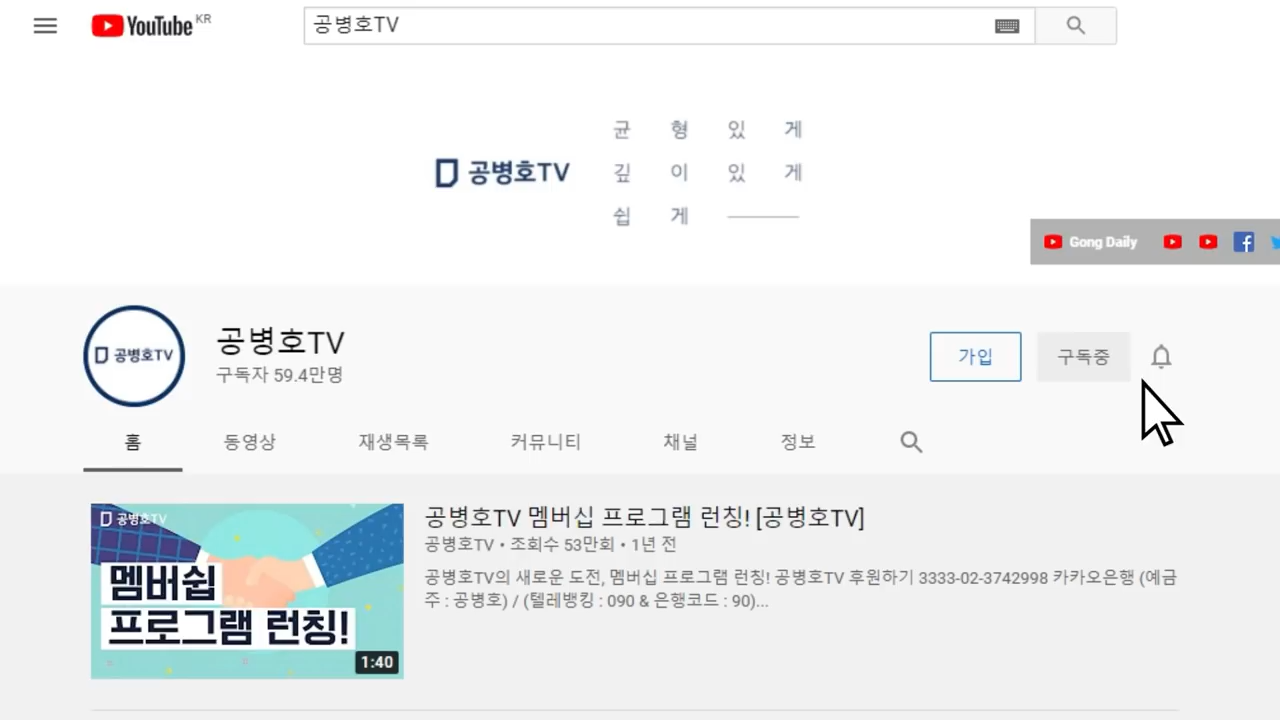 YouTube KR
공병호TV
공병호TV
균형있게
깊이있게
쉽게
Gong Daily
공병호TV
공병호TV
구독자 59.4만명
가입
구독중
홈
동영상
재생목록
커뮤니티
채널
정보
공병호TV
멤버쉽
프로그램 런칭!
1:40
공병호TV 멤버십 프로그램 런칭! [공병호TV]
공병호TV • 조회수 53만회 • 1년 전
공병호TV의 새로운 도전, 멤버십 프로그램 런칭! 공병호TV 후원하기 3333-02-3742998 카카오은행 (예금
주 : 공병호) / (텔레뱅킹 : 090 & 은행코드 : 90)...